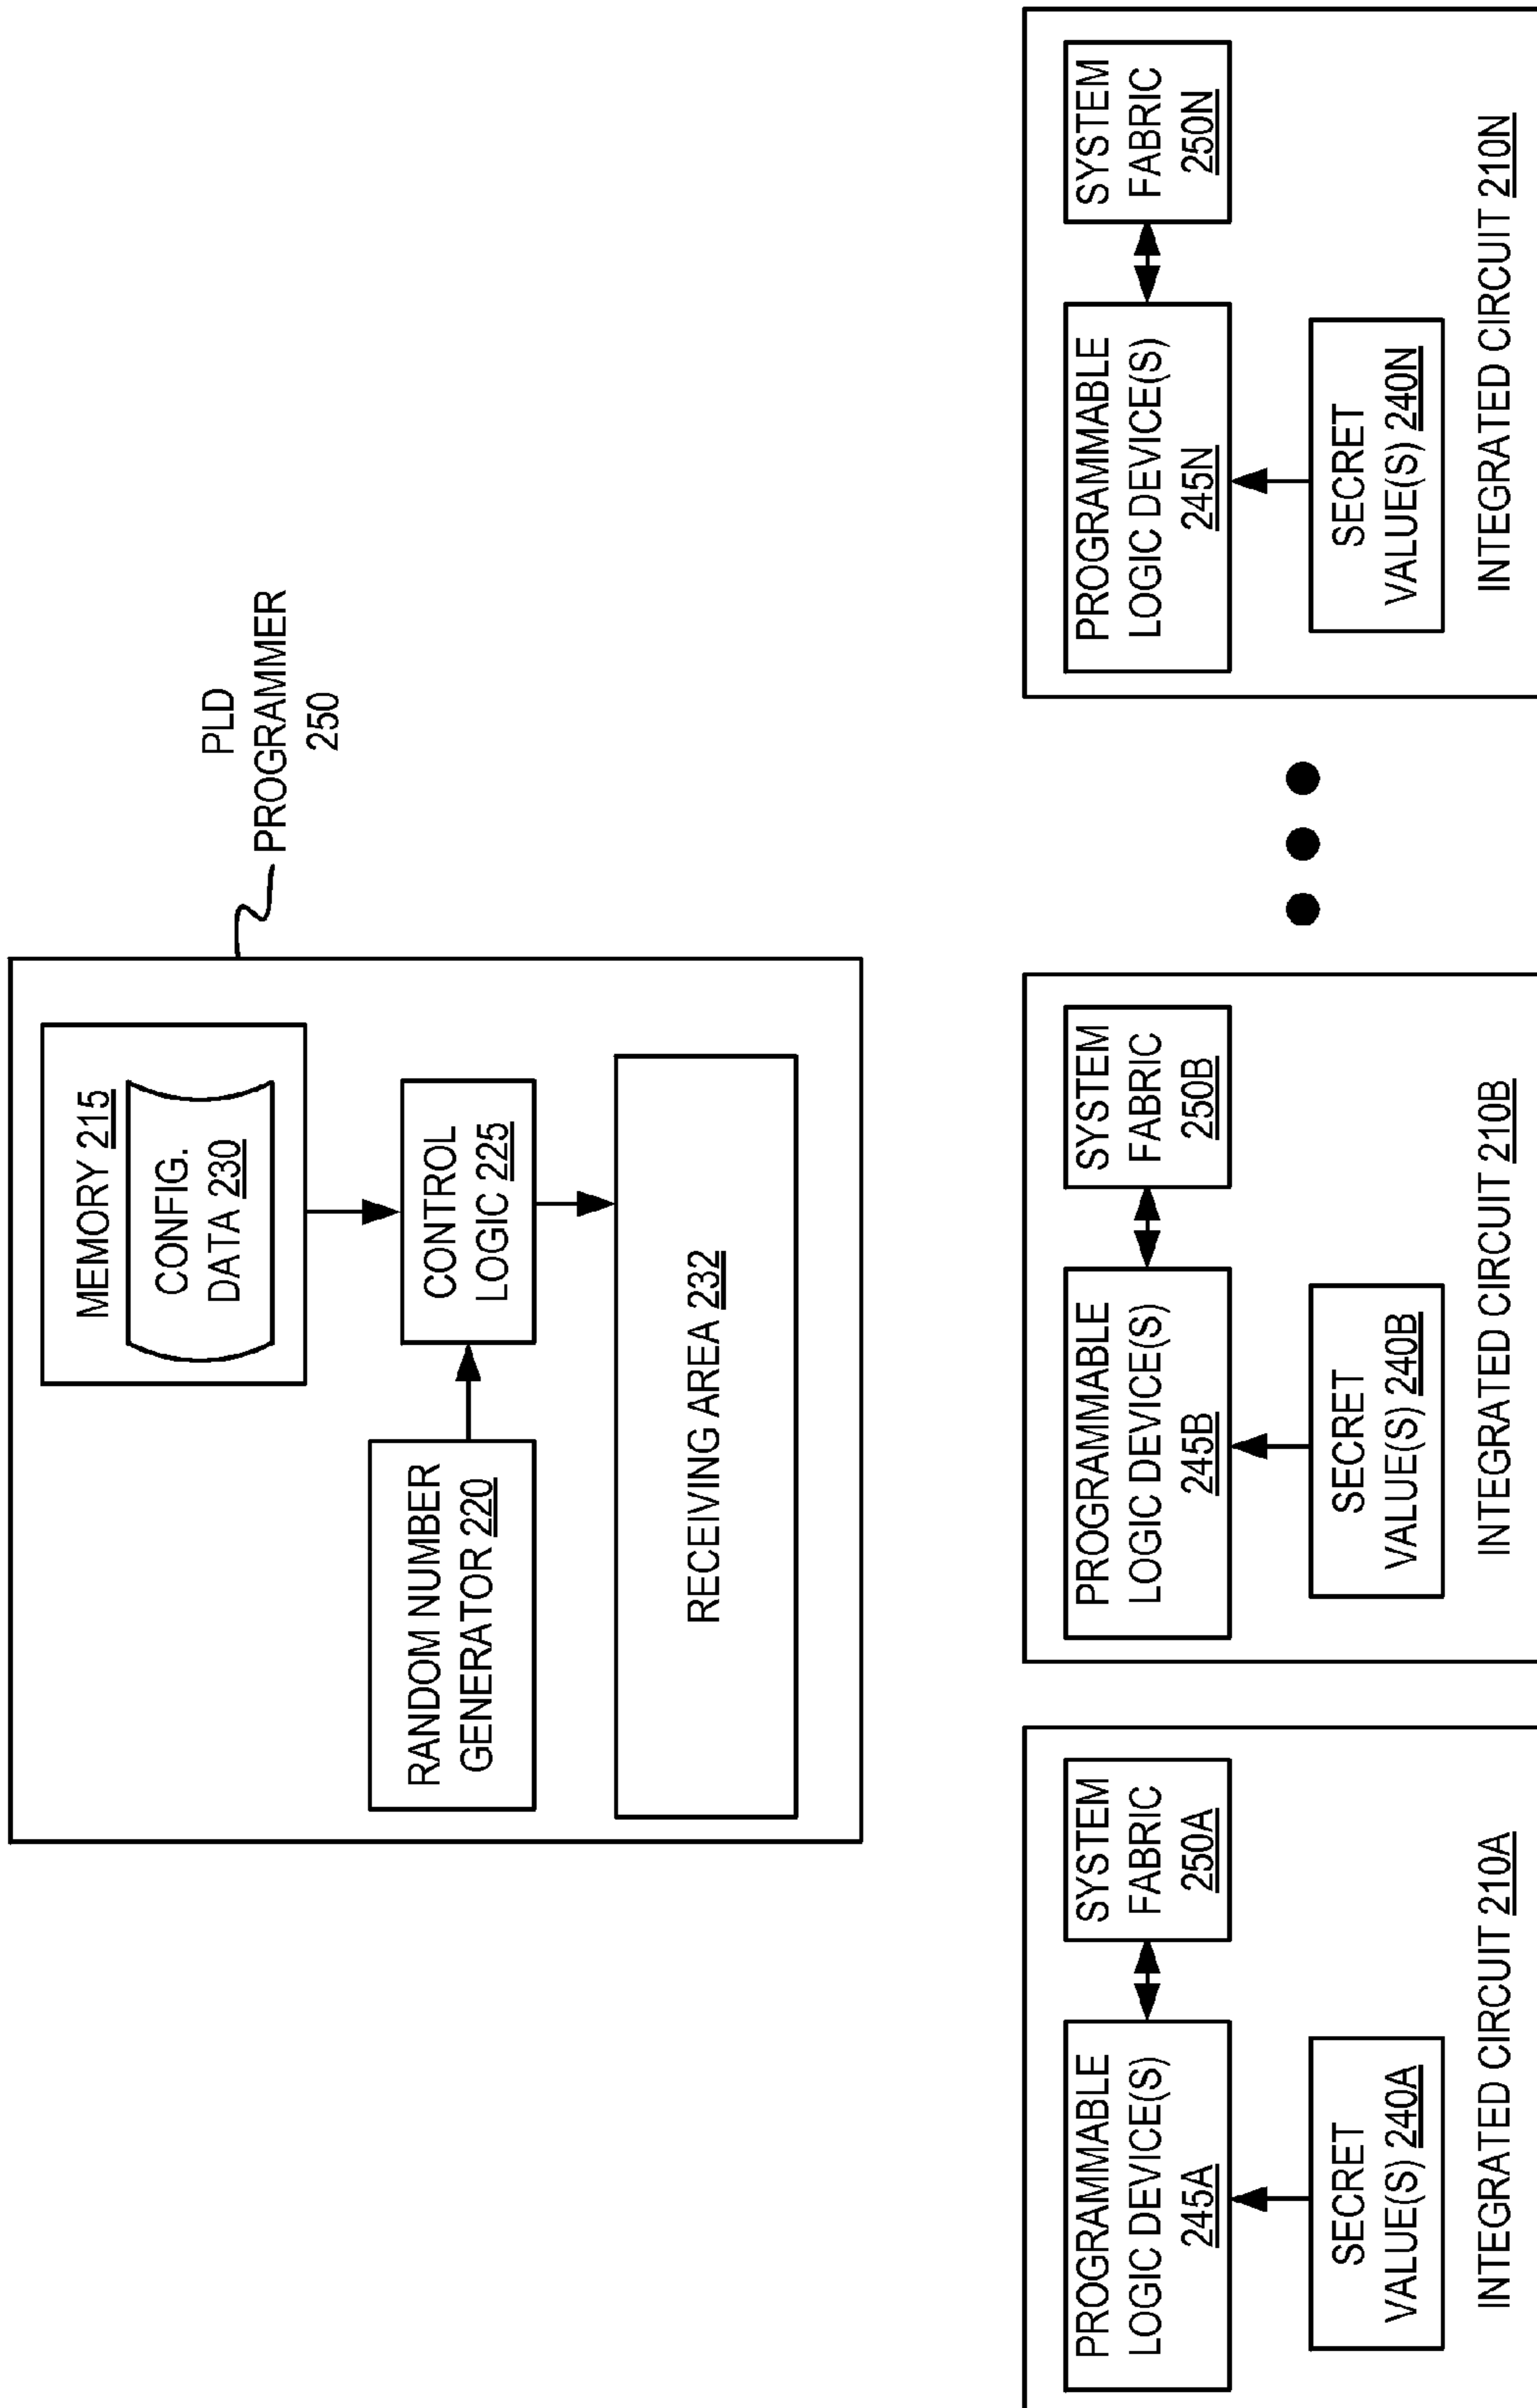 MEMORY 215
CONFIG.
DATA 230
PLD
PROGRAMMER
250
RANDOM NUMBER
GENERATOR 220
CONTROL
LOGIC 225
RECEIVING AREA 232
PROGRAMMABLE
LOGIC DEVICE(S)
245A
SYSTEM
FABRIC
250A
SECRET
VALUE(S) 240A
INTEGRATED CIRCUIT 210A
PROGRAMMABLE
LOGIC DEVICE(S)
245B
SYSTEM
FABRIC
250B
SECRET
VALUE(S) 240B
INTEGRATED CIRCUIT 210B
PROGRAMMABLE
LOGIC DEVICE(S)
245N
SYSTEM
FABRIC
250N
SECRET
VALUE(S) 240N
INTEGRATED CIRCUIT 210N